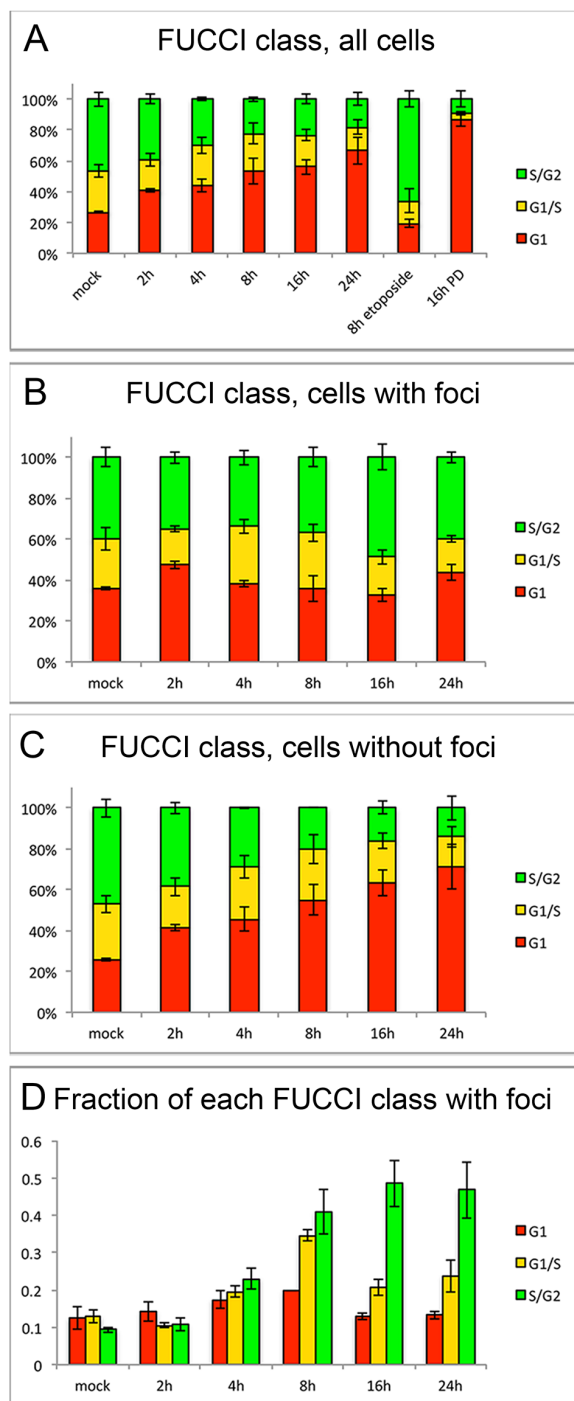 A FUCCI class, all cells
100%
80%
60%
40%
20%
0%
S/G2
G1/S
G1
mock 2h 4h 8h 16h 24h 8h etoposide 16h PD
B FUCCI class, cells with foci
100%
80%
60%
40%
20%
0%
S/G2
G1/S
G1
mock 2h 4h 8h 16h 24h
C FUCCI class, cells without foci
100%
80%
60%
40%
20%
0%
S/G2
G1/S
G1
mock 2h 4h 8h 16h 24h
D Fraction of each FUCCI class with foci
0.6
0.5
0.4
0.3
0.2
0.1
0
G1
G1/S
S/G2
mock 2h 4h 8h 16h 24h